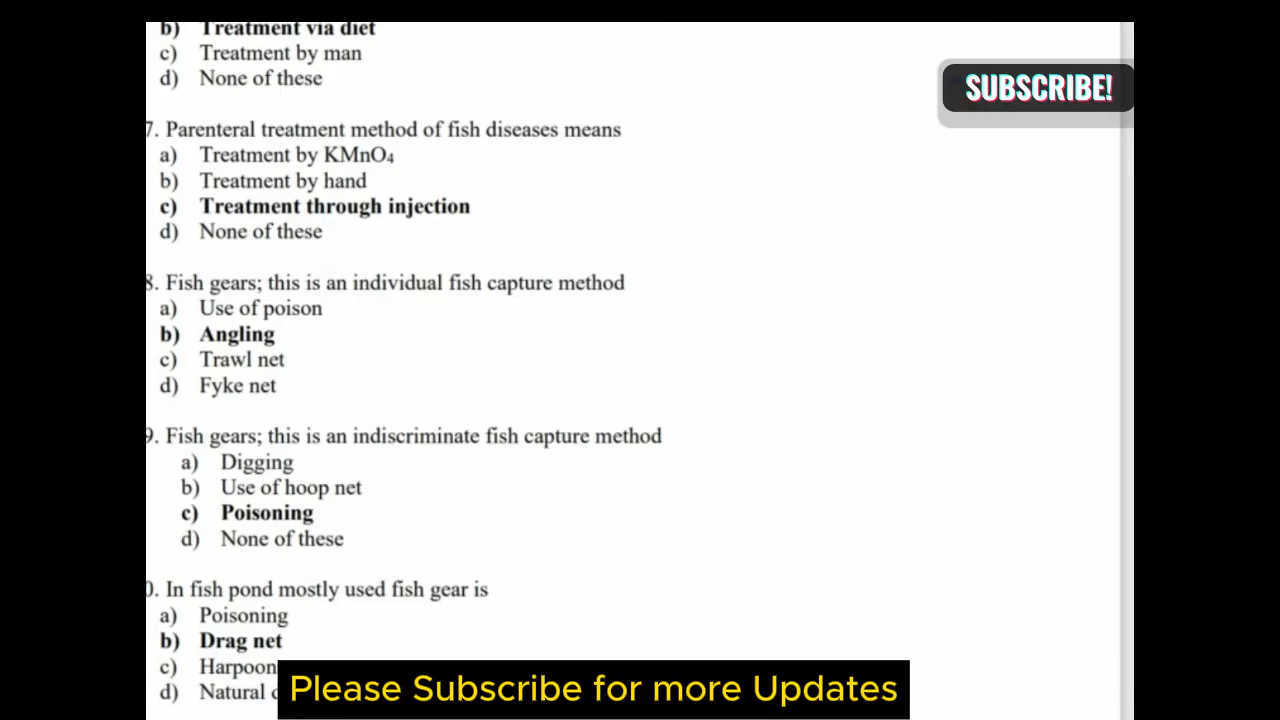 b) Treatment via diet
c) Treatment by man
d) None of these
SUBSCRIBE!
7. Parenteral treatment method of fish diseases means
a) Treatment by KMnO₄
b) Treatment by hand
c) Treatment through injection
d) None of these
8. Fish gears; this is an individual fish capture method
a) Use of poison
b) Angling
c) Trawl net
d) Fyke net
9. Fish gears; this is an indiscriminate fish capture method
a) Digging
b) Use of hoop net
c) Poisoning
d) None of these
0. In fish pond mostly used fish gear is
a) Poisoning
b) Drag net
c) Harpoon
d) Natural
Please Subscribe for more Updates